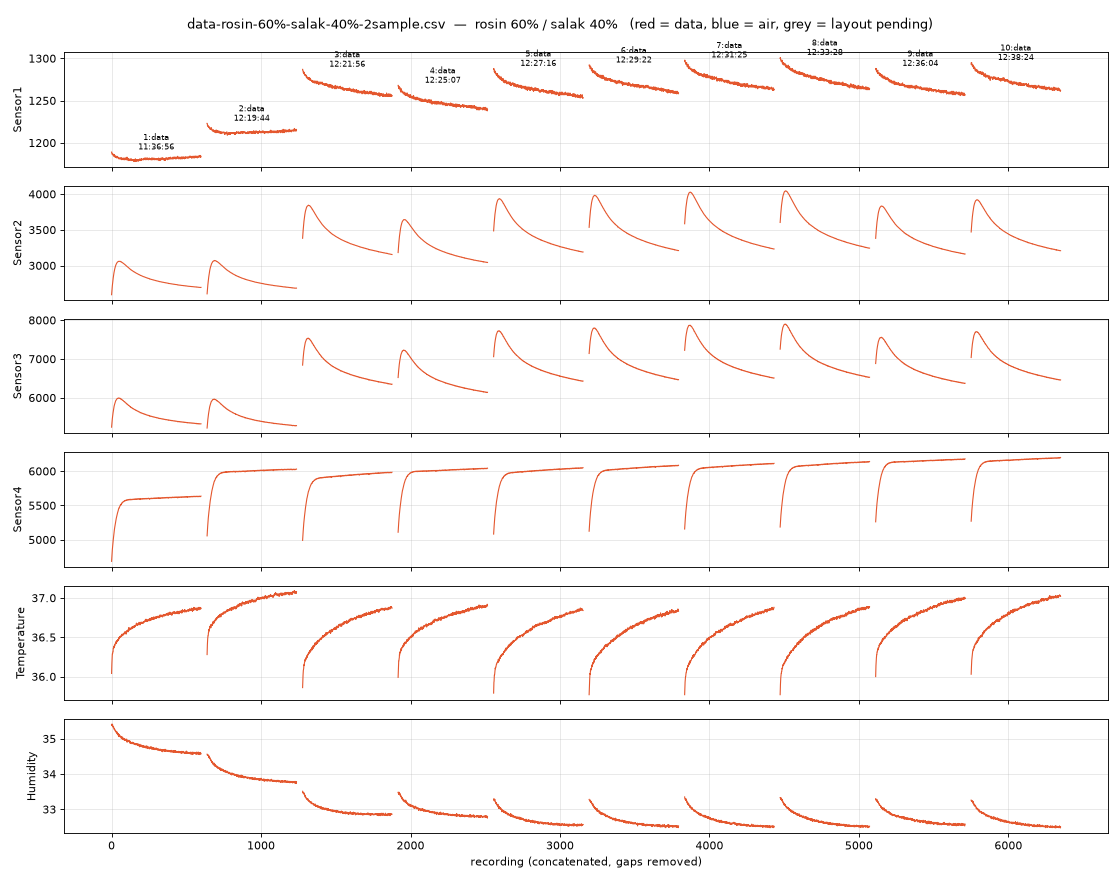 data-rosin-60%-salak-40%-2sample.csv — rosin 60% / salak 40% (red = data, blue = air, grey = layout pending)
Sensor1
1300
1250
1200
1:data
11:36:56
2:data
12:19:44
3:data
12:21:56
4:data
12:25:07
5:data
12:27:16
6:data
12:29:22
7:data
12:31:25
8:data
12:33:28
9:data
12:36:04
10:data
12:38:24
Sensor2
4000
3500
3000
Sensor3
8000
7000
6000
Sensor4
6000
5500
5000
Temperature
37.0
36.5
36.0
Humidity
35
34
33
0
1000
2000
3000
4000
5000
6000
recording (concatenated, gaps removed)